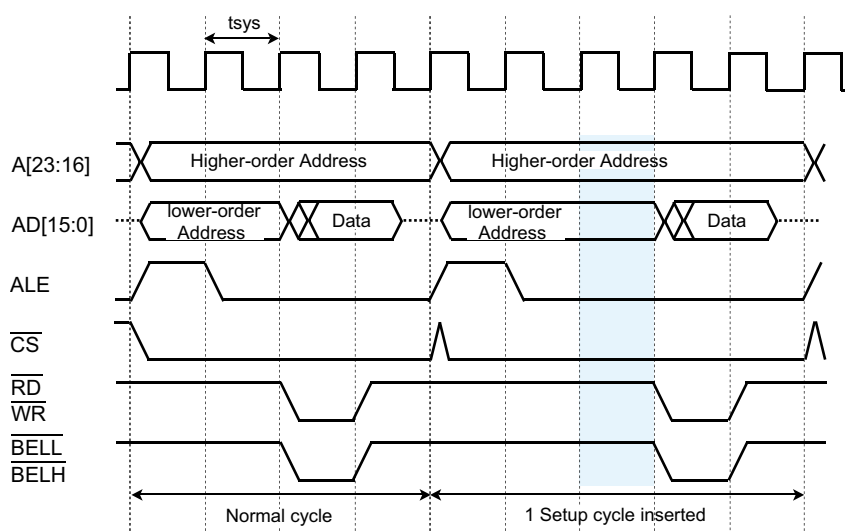 tsys
A[23:16]
Higher-order Address
Higher-order Address
AD[15:0]
lower-order
Address
Data
lower-order
Address
Data
ALE
CS
RD
WR
BELL
BELH
Normal cycle
1 Setup cycle inserted